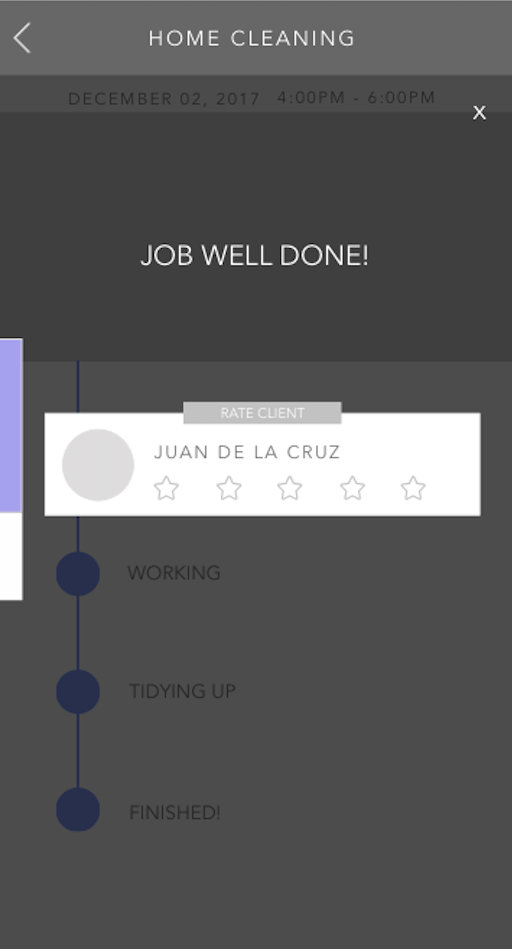 HOME CLEANING
DECEMBER 02, 2017 4:00PM - 6:00PM
X
JOB WELL DONE!
RATE CLIENT
JUAN DE LA CRUZ
WORKING
TIDYING UP
FINISHED!